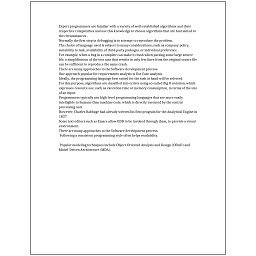 Expert programmers are familiar with a variety of well-established algorithms and their
respective complexities and use this knowledge to choose algorithms that are best suited to
the circumstances.
Normally the first step in debugging is to attempt to reproduce the problem.
The choice of language used is subject to many considerations, such as company policy,
suitability to task, availability of third-party packages, or individual preference.
For example, when a bug in a compiler can make it crash when parsing some large source
file, a simplification of the test case that results in only few lines from the original source file
can be sufficient to reproduce the same crash.
There are many approaches to the Software development process.
One approach popular for requirements analysis is Use Case analysis.
Ideally, the programming language best suited for the task at hand will be selected.
For this purpose, algorithms are classified into orders using so-called Big O notation, which
expresses resource use, such as execution time or memory consumption, in terms of the size
of an input.
Programmers typically use high-level programming languages that are more easily
intelligible to humans than machine code, which is directly executed by the central
processing unit.
However, Charles Babbage had already written his first program for the Analytical Engine in
1837.
Some text editors such as Emacs allow GDB to be invoked through them, to provide a visual
environment.
There are many approaches to the Software development process.
Following a consistent programming style often helps readability.
Popular modeling techniques include Object-Oriented Analysis and Design (OOAD) and
Model-Driven Architecture (MDA).